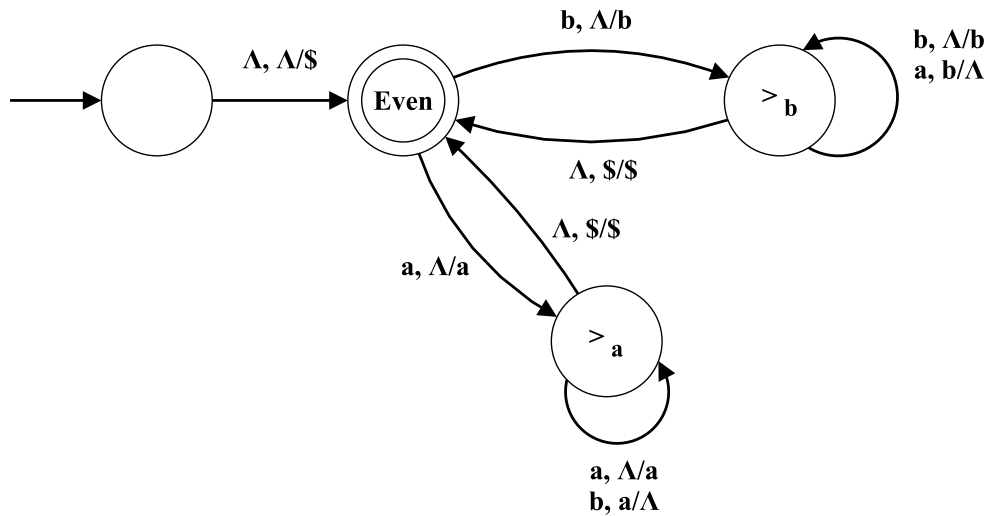 Λ, Λ/$
Even
b, Λ/b
> b
b, Λ/b
a, b/Λ
Λ, $/$
Λ, $/$
a, Λ/a
> a
a, Λ/a
b, a/Λ